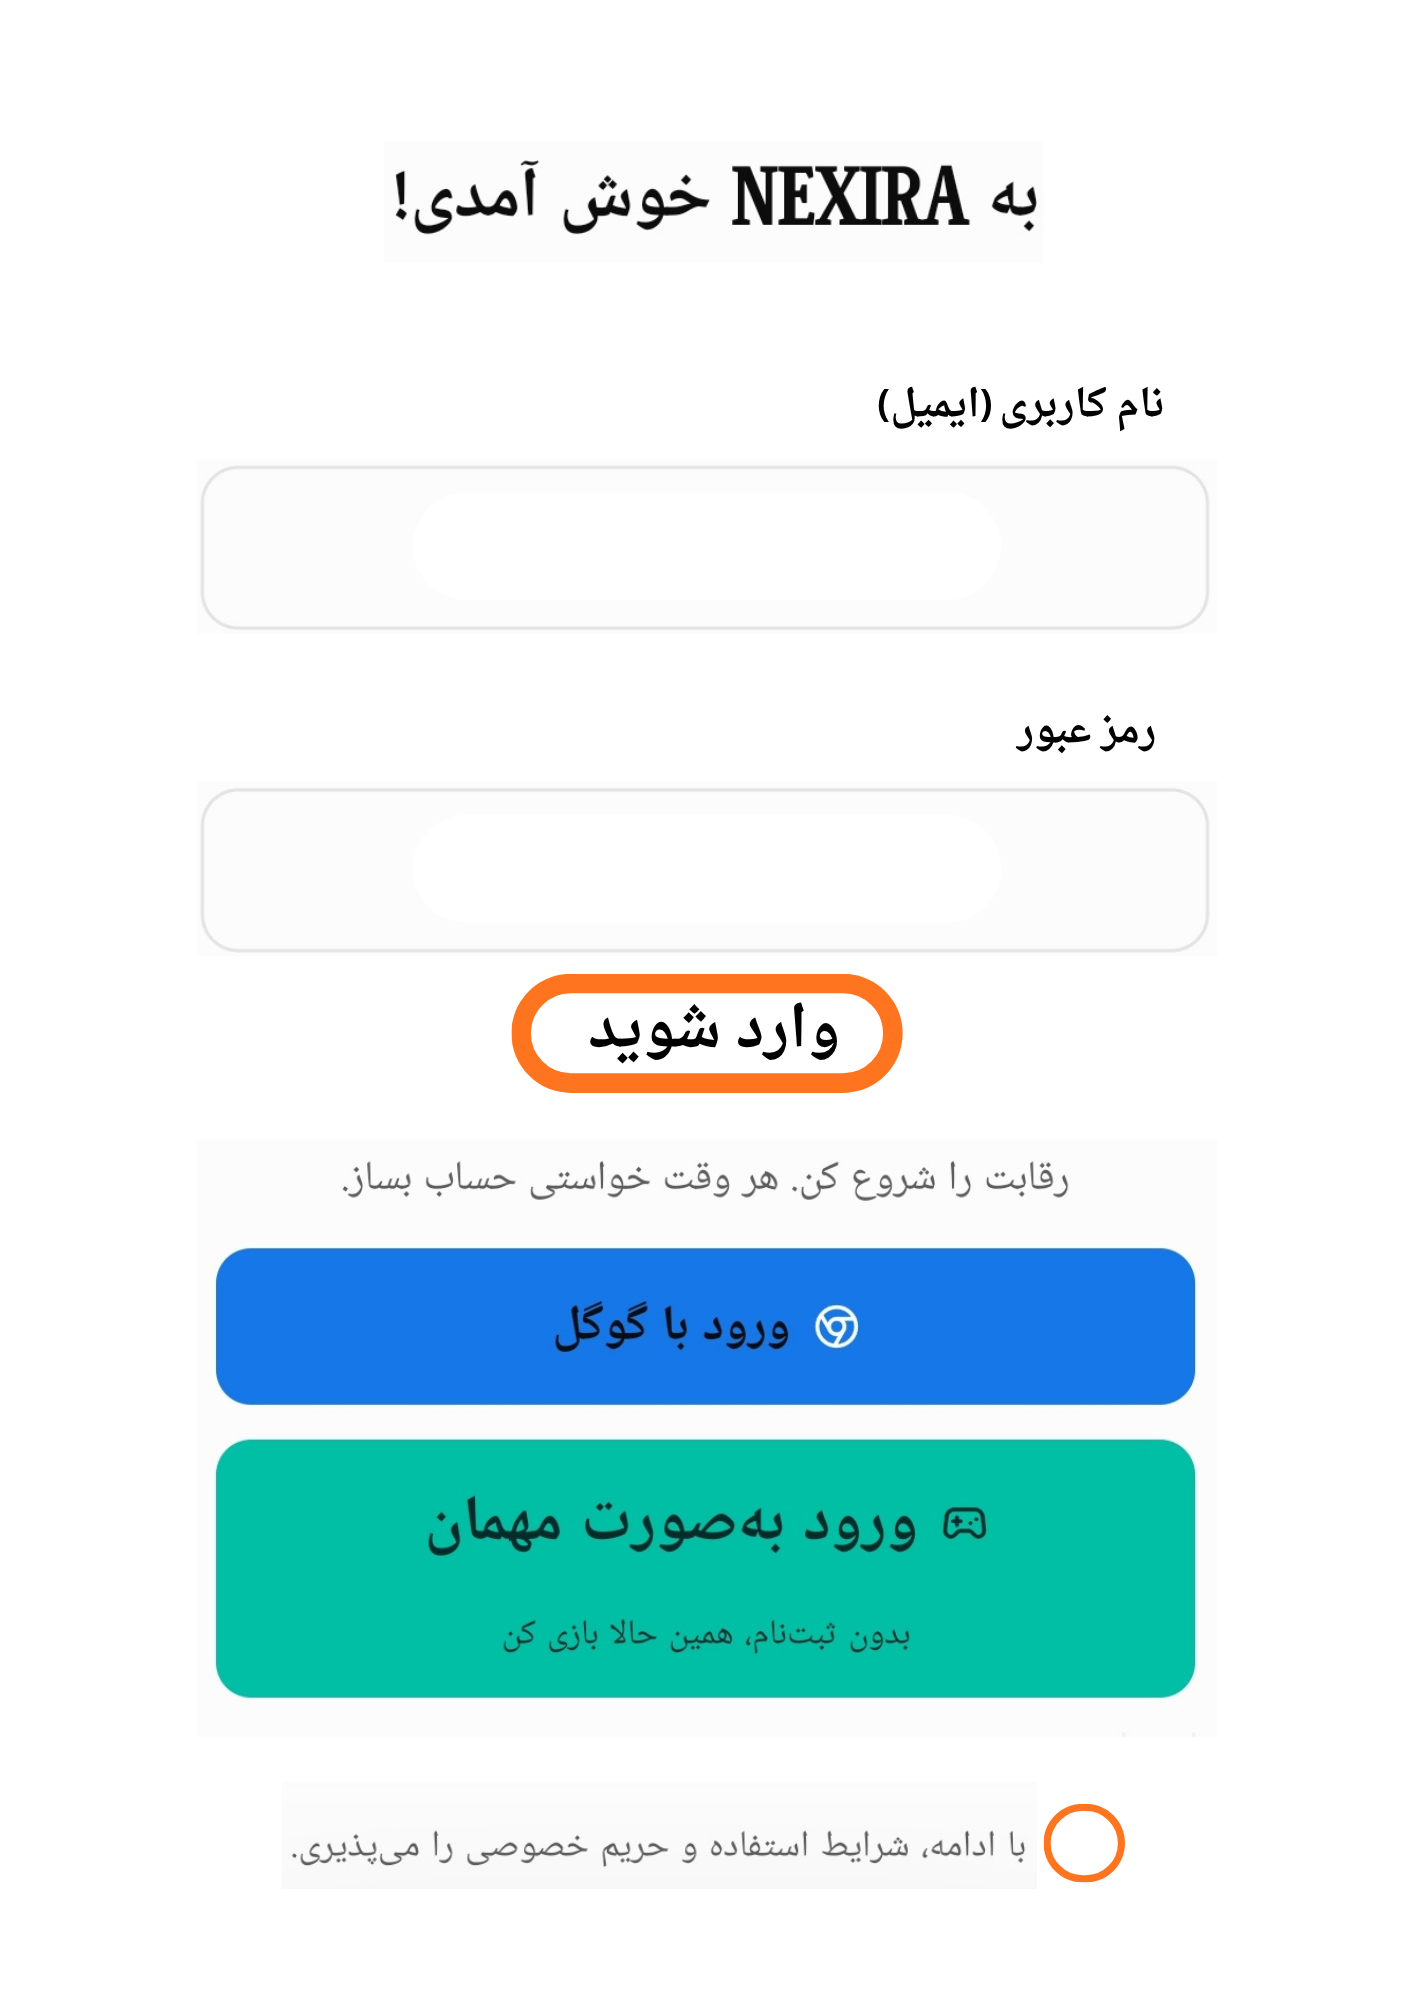 به NEXIRA خوش آمدی!
نام کاربری (ایمیل)
رمز عبور
وارد شوید
رقابت را شروع کن. هر وقت خواستی حساب بساز.
ورود با گوگل
ورود به‌صورت مهمان
بدون ثبت‌نام، همین حالا بازی کن
با ادامه، شرایط استفاده و حریم خصوصی را می‌پذیری.